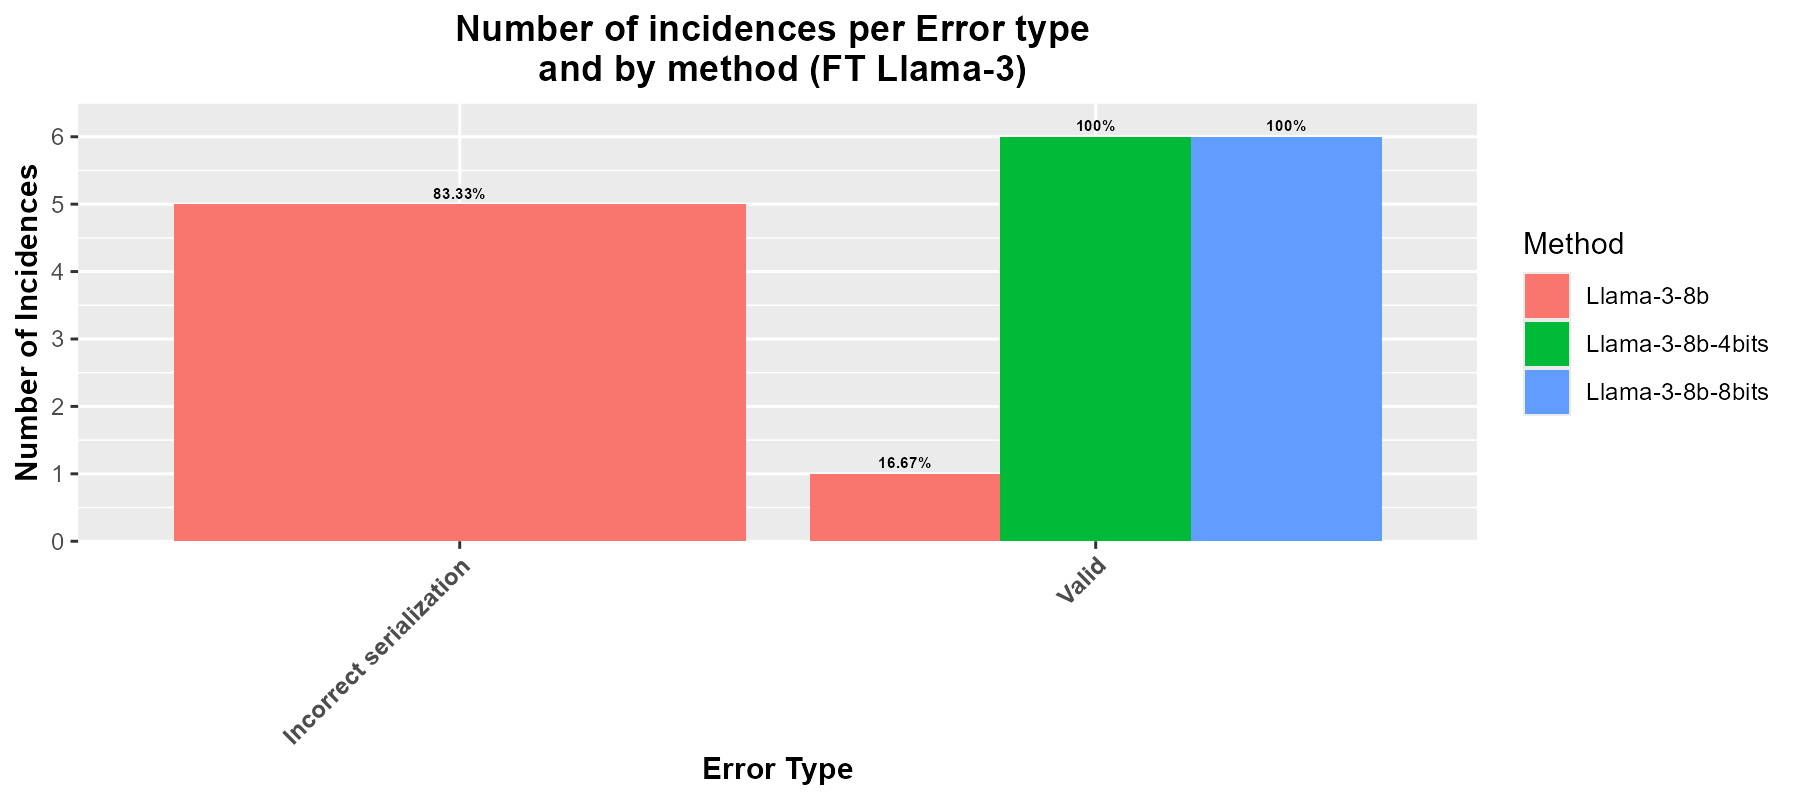 Number of incidences per Error type
and by method (FT Llama-3)
Number of Incidences
6
5
4
3
2
1
0
83.33%
16.67%
100%
100%
Incorrect serialization
Valid
Error Type
Method
Llama-3-8b
Llama-3-8b-4bits
Llama-3-8b-8bits